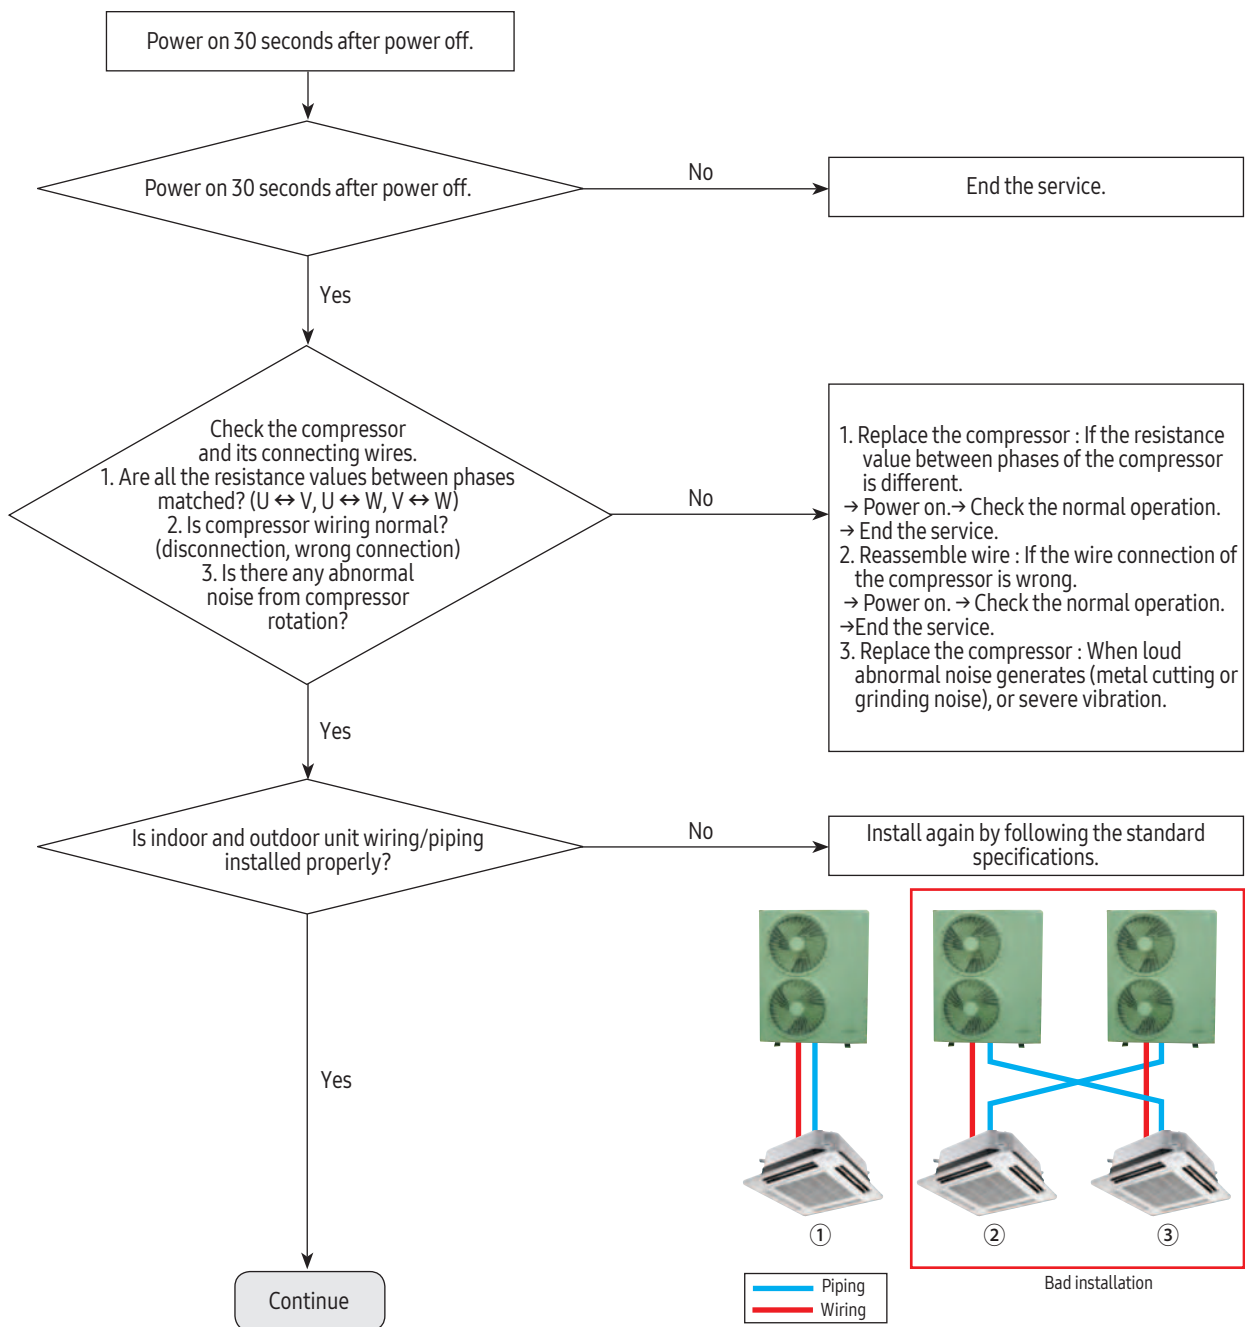 Power on 30 seconds after power off.
Power on 30 seconds after power off.
No
End the service.
Yes
Check the compressor
and its connecting wires.
1. Are all the resistance values between phases
matched? (U ↔ V, U ↔ W, V ↔ W)
2. Is compressor wiring normal?
(disconnection, wrong connection)
3. Is there any abnormal
noise from compressor
rotation?
No
1. Replace the compressor : If the resistance
value between phases of the compressor
is different.
→ Power on.→ Check the normal operation.
→ End the service.
2. Reassemble wire : If the wire connection of
the compressor is wrong.
→ Power on. → Check the normal operation.
→End the service.
3. Replace the compressor : When loud
abnormal noise generates (metal cutting or
grinding noise), or severe vibration.
Yes
Is indoor and outdoor unit wiring/piping
installed properly?
No
Install again by following the standard
specifications.
Yes
① ② ③
Bad installation
Piping
Wiring
Continue